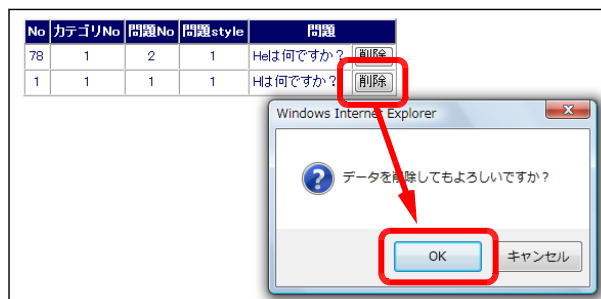 No カテゴリNo 問題No 問題style 問題
78 1 2 1 Heは何ですか? 削除
1 1 1 1 Hは何ですか? 削除
Windows Internet Explorer
データを削除してもよろしいですか?
OK キャンセル